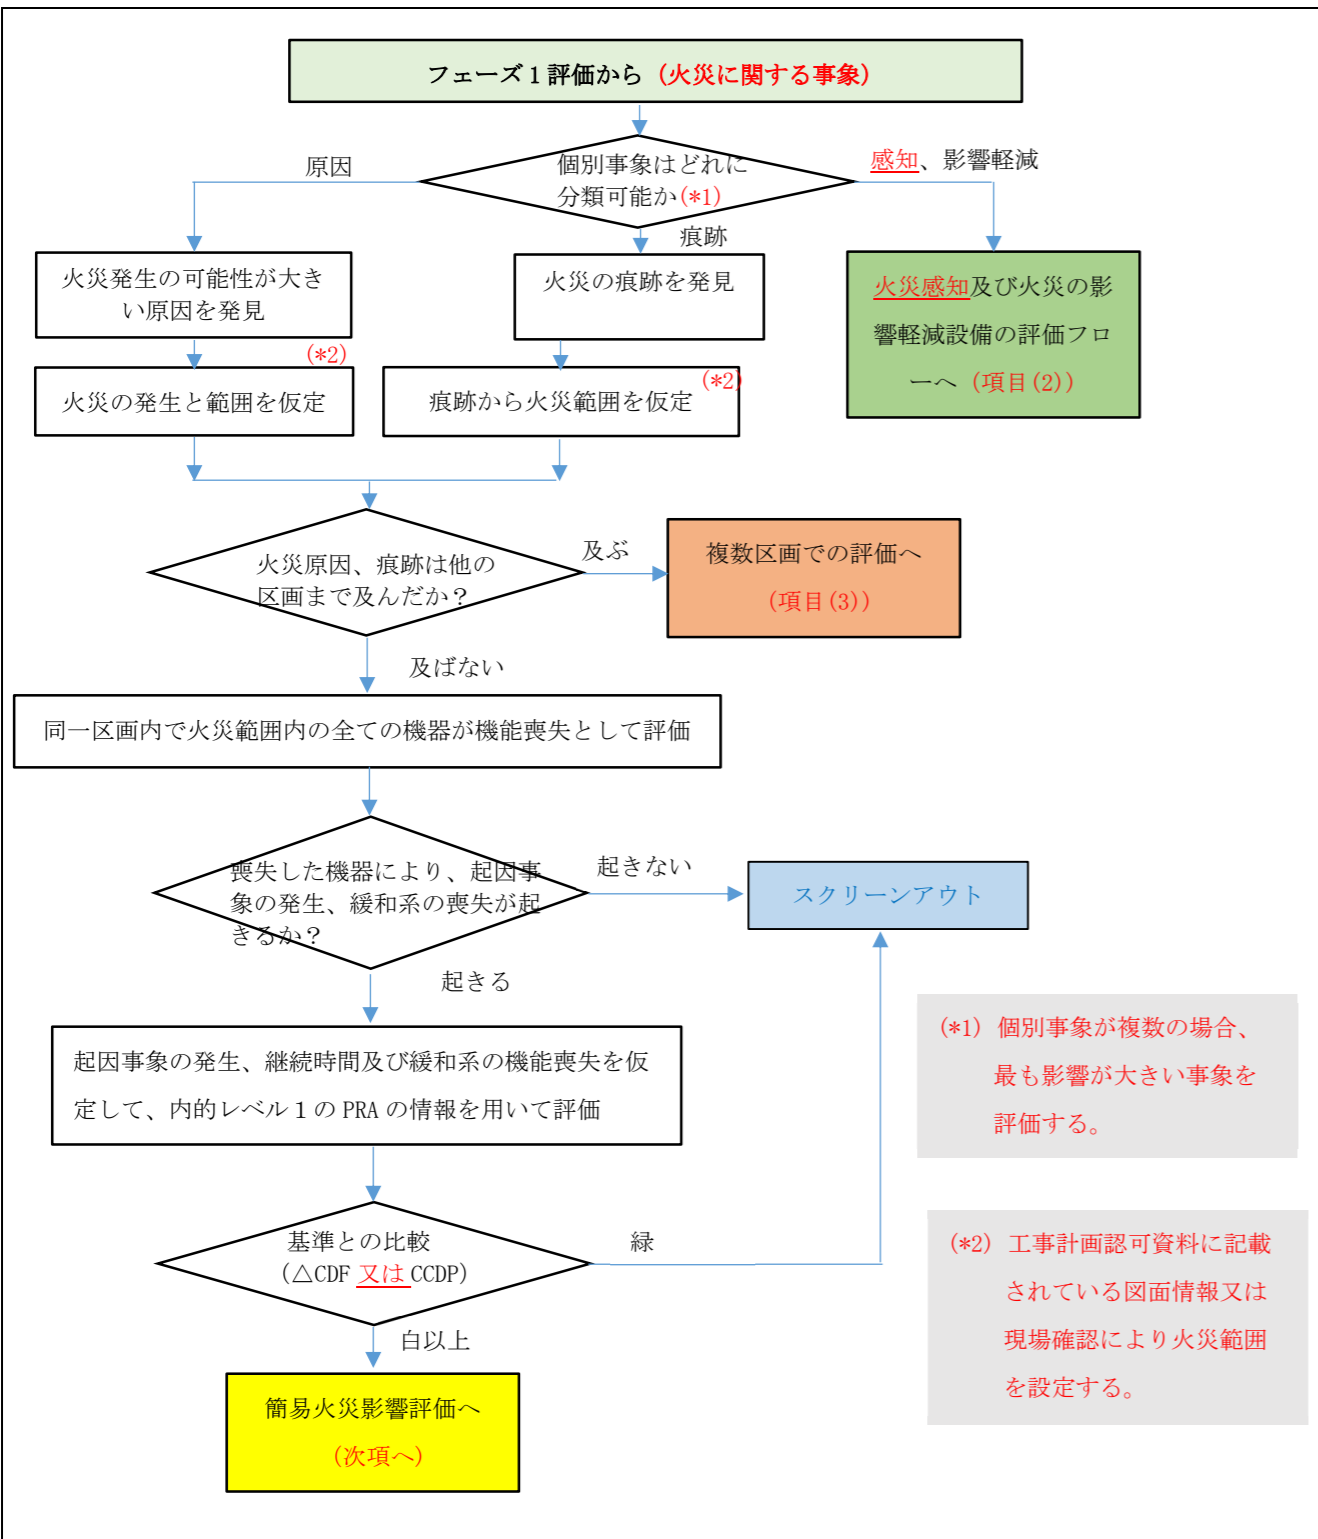 フェーズ1評価から（火災に関する事象）
個別事象はどれに
分類可能か(*1)
原因
感知、影響軽減
痕跡
火災発生の可能性が大き
い原因を発見
火災の痕跡を発見
火災感知及び火災の影
響軽減設備の評価フロ
ーへ（項目(2)）
(*2)
火災の発生と範囲を仮定
(*2)
痕跡から火災範囲を仮定
火災原因、痕跡は他の
区画まで及んだか？
及ぶ
複数区画での評価へ
（項目(3)）
及ばない
同一区画内で火災範囲内の全ての機器が機能喪失として評価
喪失した機器により、起因事
象の発生、緩和系の喪失が起
きるか？
起きない
スクリーンアウト
起きる
起因事象の発生、継続時間及び緩和系の機能喪失を仮
定して、内的レベル１の PRA の情報を用いて評価
(*1) 個別事象が複数の場合、
最も影響が大きい事象を
評価する。
基準との比較
（△CDF 又は CCDP）
緑
白以上
(*2) 工事計画認可資料に記載
されている図面情報又は
現場確認により火災範囲
を設定する。
簡易火災影響評価へ
（次項へ）